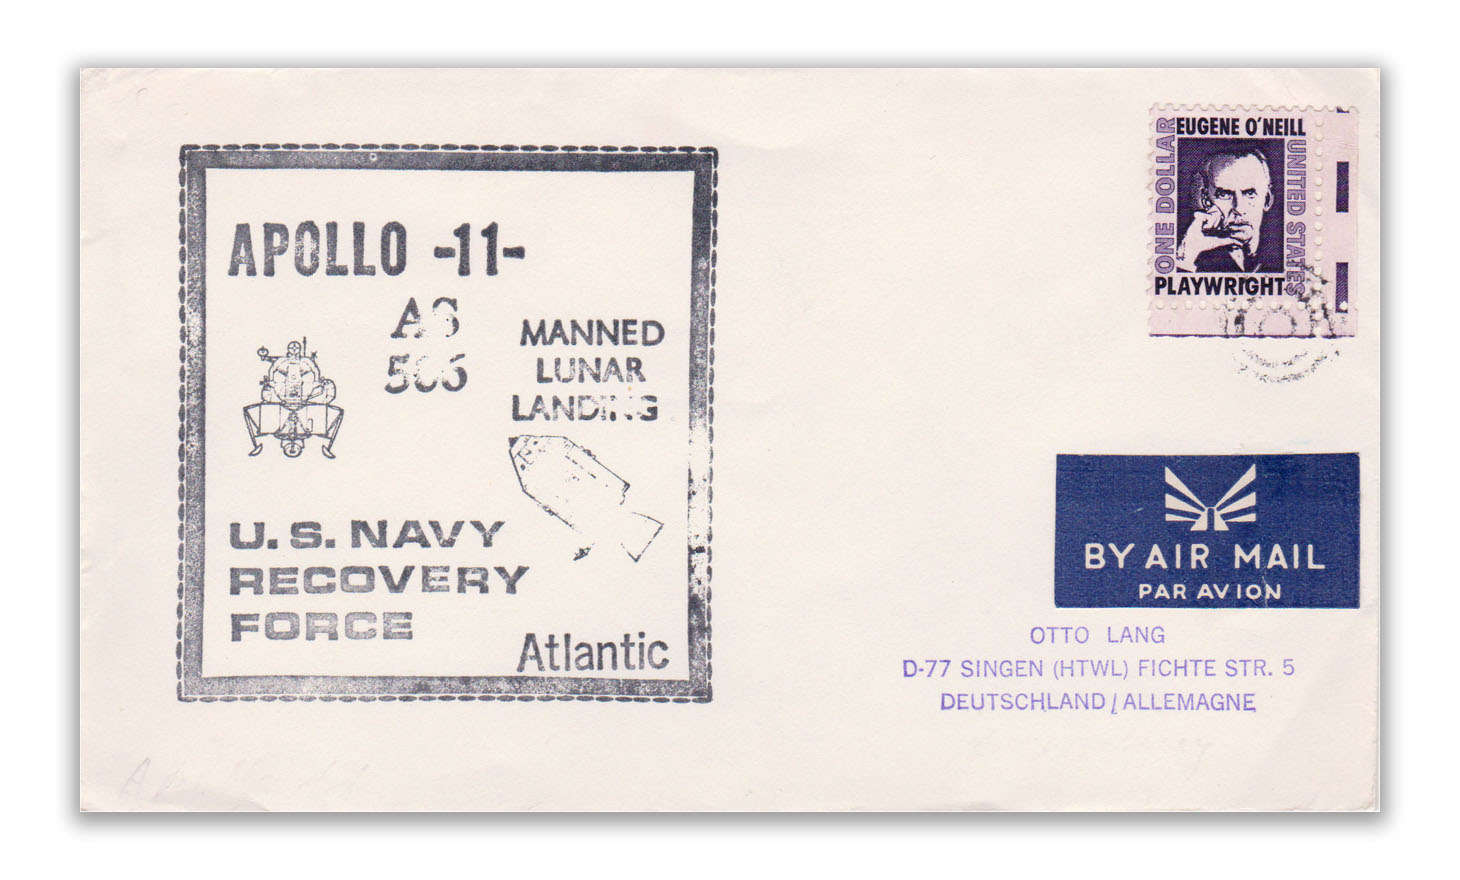 APOLLO -11-
AS
506
MANNED
LUNAR
LANDING
U.S. NAVY
RECOVERY
FORCE
Atlantic
EUGENE O'NEILL
ONE DOLLAR
UNITED STATES
PLAYWRIGHT
BY AIR MAIL
PAR AVION
OTTO LANG
D-77 SINGEN (HTWL) FICHTE STR. 5
DEUTSCHLAND/ALLEMAGNE